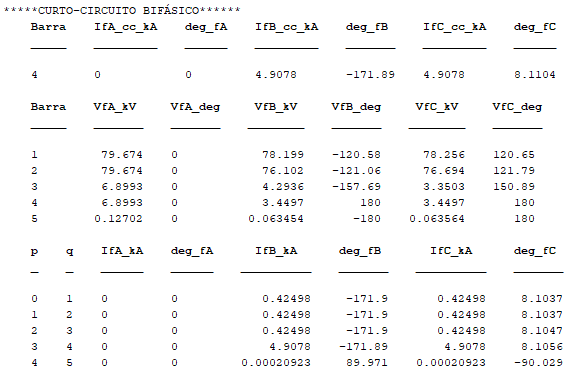 *****CURTO-CIRCUITO BIFÁSICO******
Barra IfA_cc_kA deg_fA IfB_cc_kA deg_fB IfC_cc_kA deg_fC
4 0 0 4.9078 -171.89 4.9078 8.1104
Barra VfA_kV VfA_deg VfB_kV VfB_deg VfC_kV VfC_deg
1 79.674 0 78.199 -120.58 78.256 120.65
2 79.674 0 76.102 -121.06 76.694 121.79
3 6.8993 0 4.2936 -157.69 3.3503 150.89
4 6.8993 0 3.4497 180 3.4497 180
5 0.12702 0 0.063454 -180 0.063564 180
p q IfA_kA deg_fA IfB_kA deg_fB IfC_kA deg_fC
0 1 0 0 0.42498 -171.9 0.42498 8.1037
1 2 0 0 0.42498 -171.9 0.42498 8.1037
2 3 0 0 0.42498 -171.9 0.42498 8.1047
3 4 0 0 4.9078 -171.89 4.9078 8.1056
4 5 0 0 0.00020923 89.971 0.00020923 -90.029